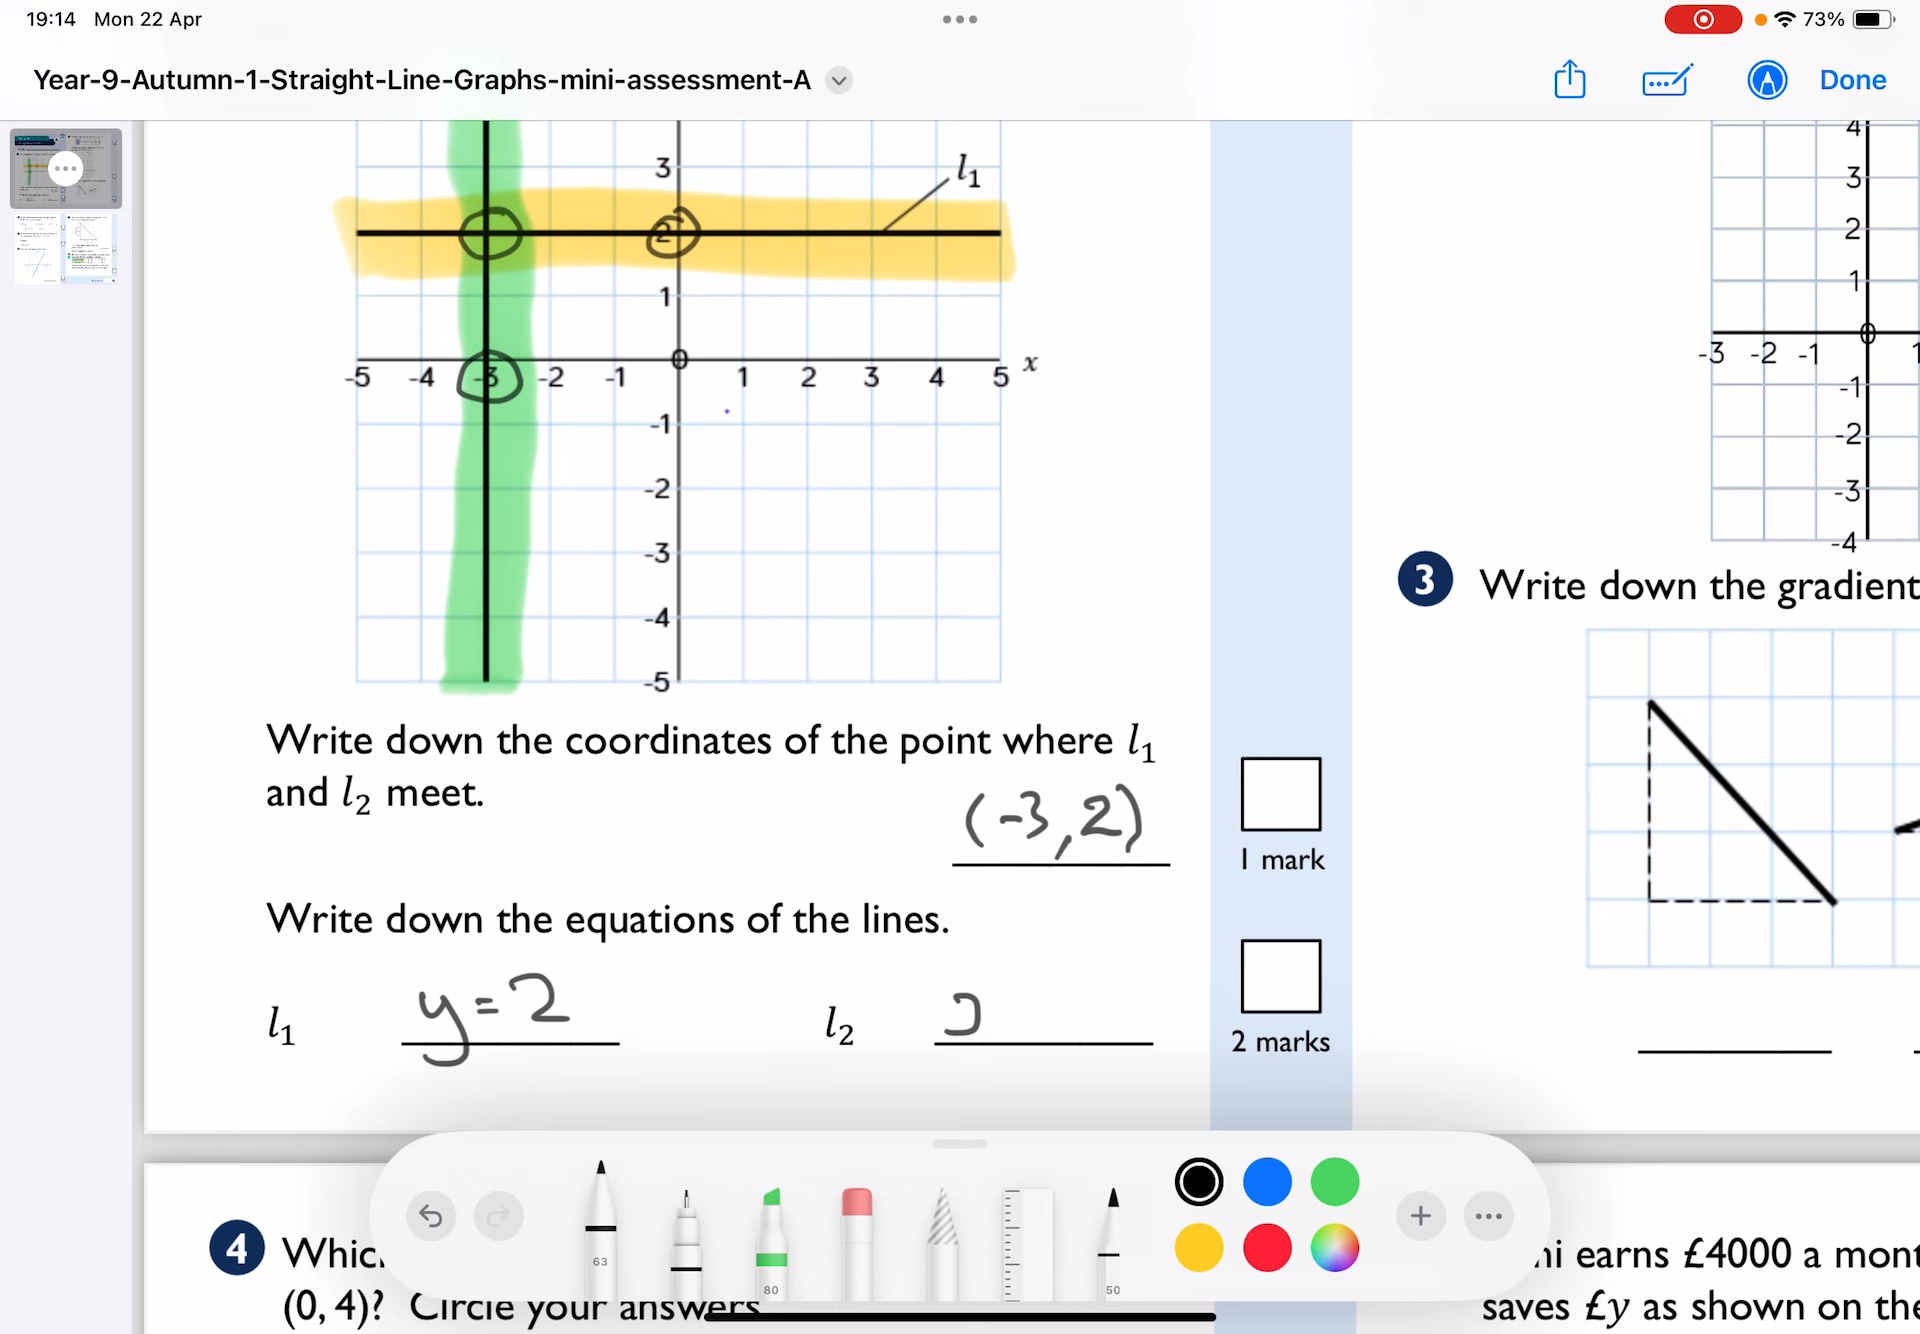 19:14 Mon 22 Apr
73%
Year-9-Autumn-1-Straight-Line-Graphs-mini-assessment-A
Done
3
l1
2
1
0
-5 -4 -3 -2 -1 1 2 3 4 5 x
-1
-2
-3
-4
-5
Write down the coordinates of the point where l1
and l2 meet.
(-3,2)
1 mark
Write down the equations of the lines.
l1 y=2 l2
2 marks
4
3
2
1
0
-3 -2 -1 1
-1
-2
-3
-4
3 Write down the gradient
63
80
50
4
(0, 4)? Circle your answers
earns £4000 a
saves £y as shown on